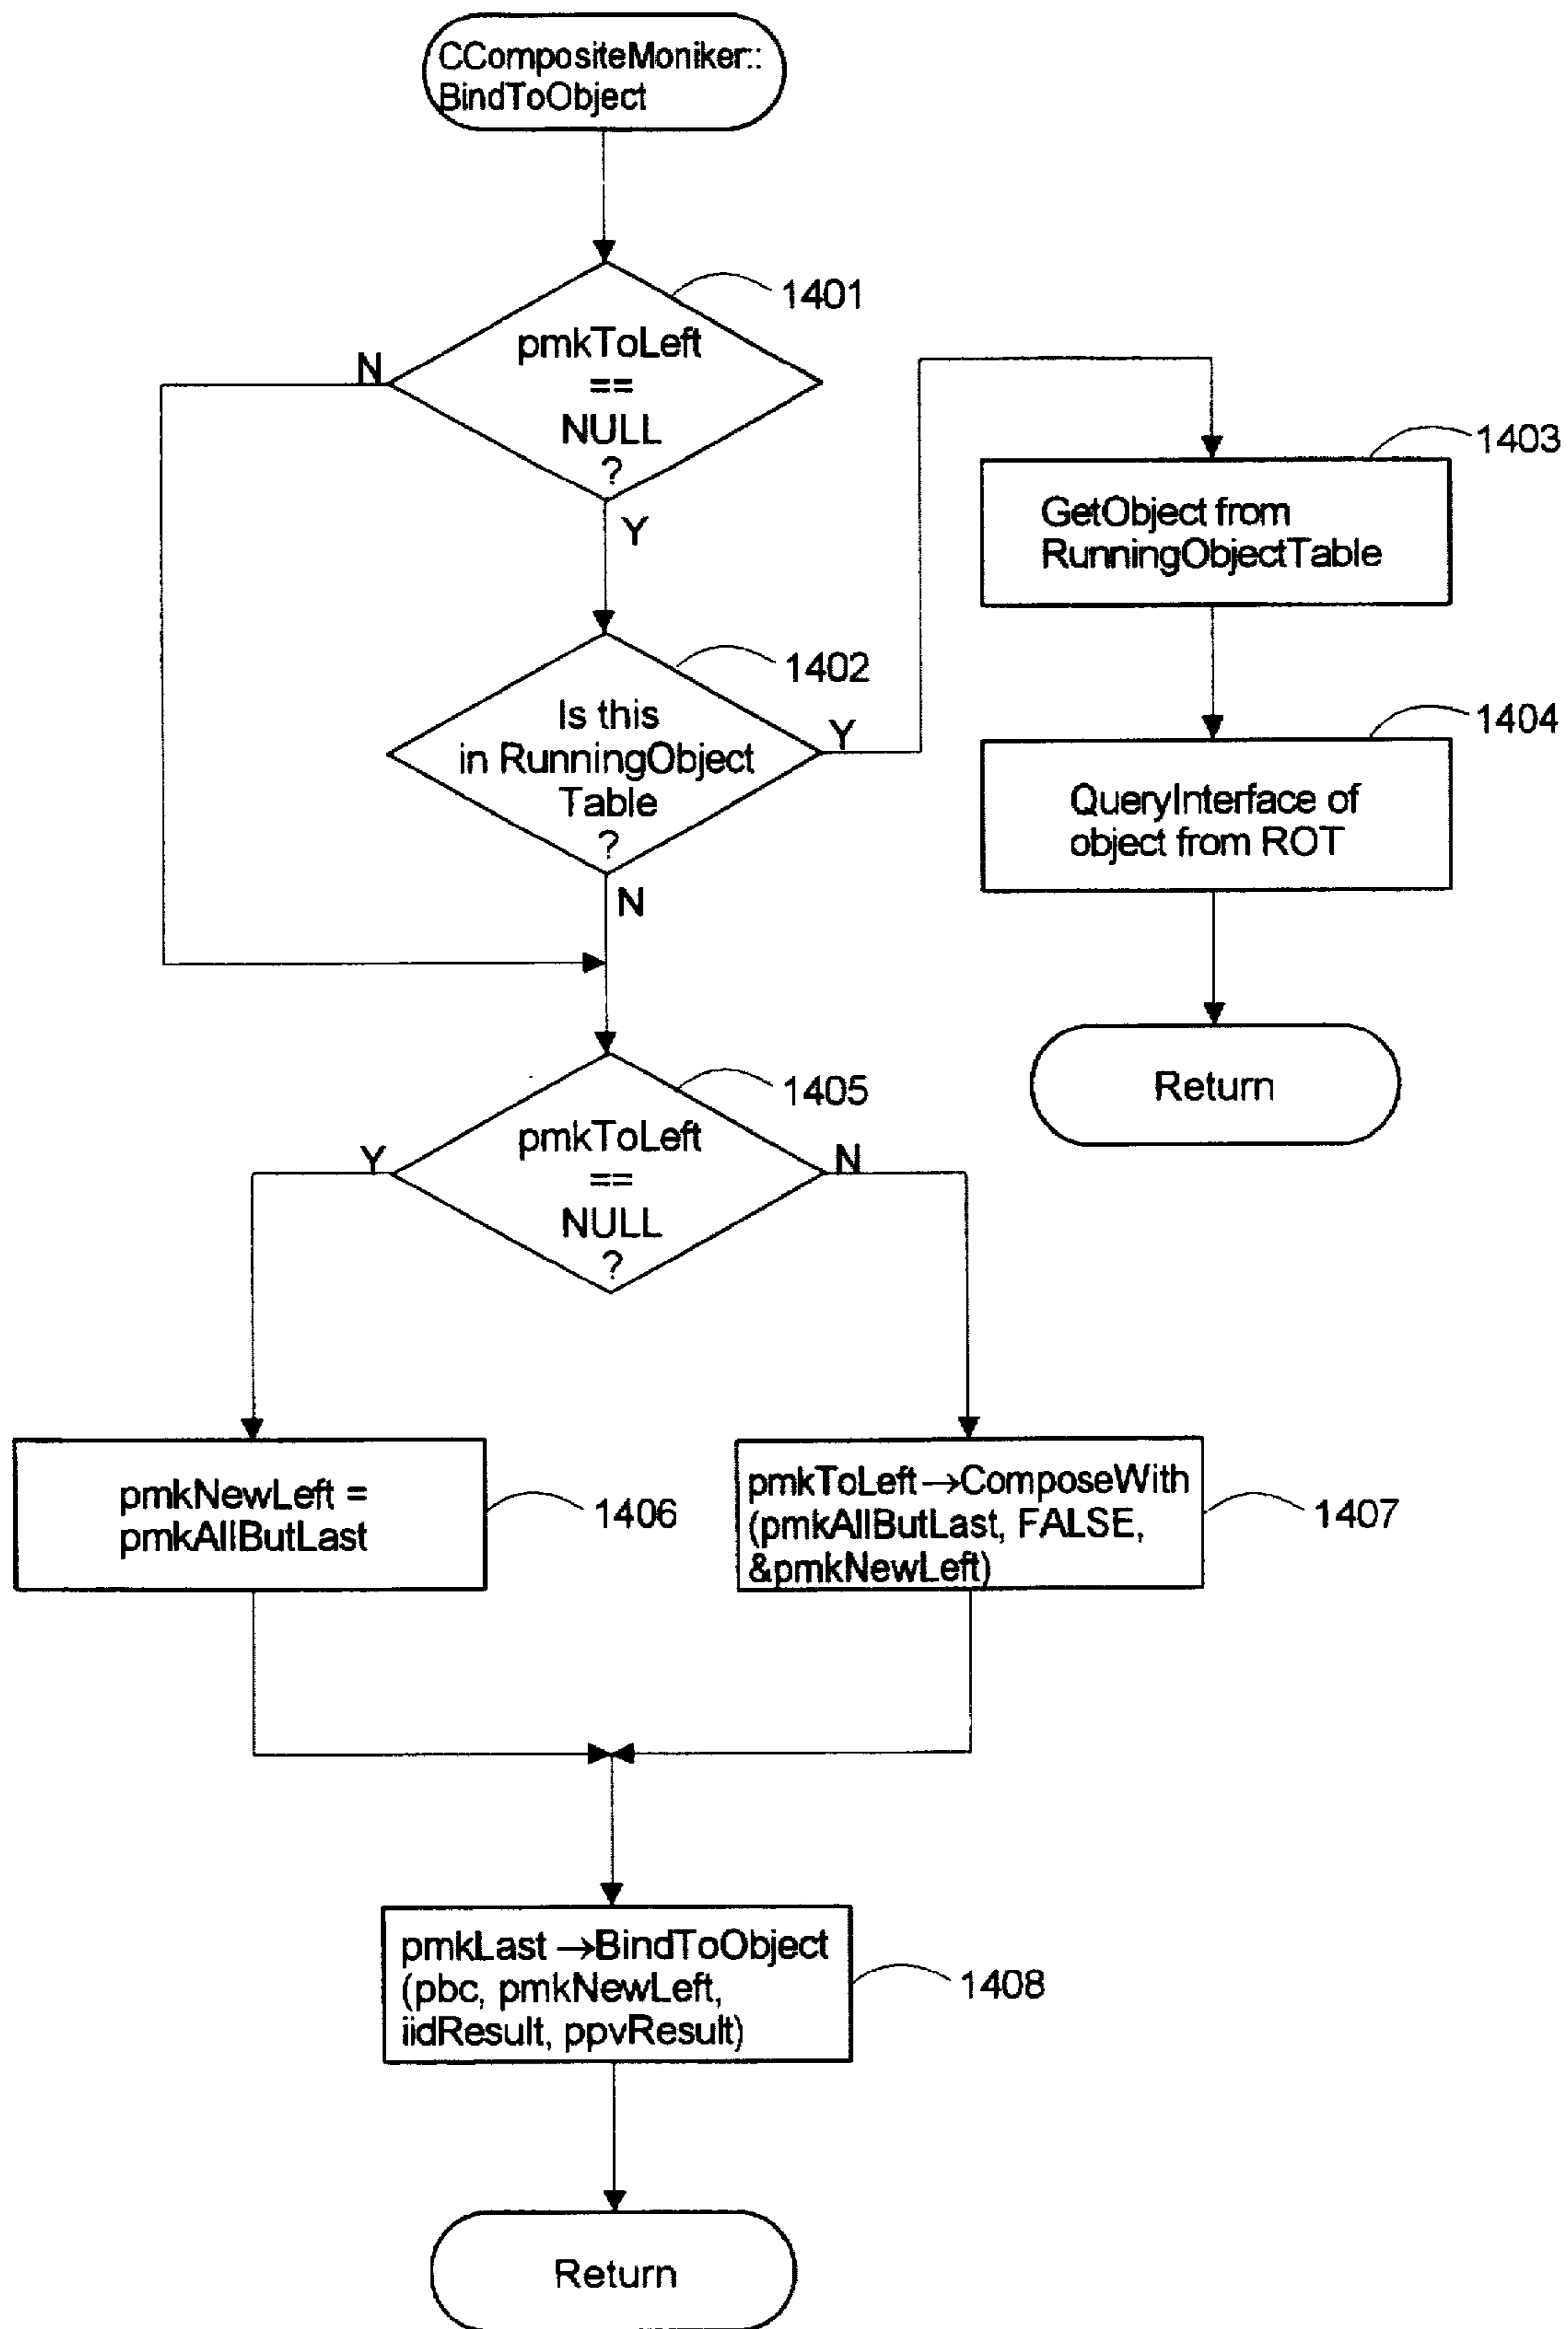 CCompositeMoniker::
BindToObject
1401
pmkToLeft
==
NULL
?
N
Y
1402
Is this
in RunningObject
Table
?
Y
N
1403
GetObject from
RunningObjectTable
1404
QueryInterface of
object from ROT
Return
1405
pmkToLeft
==
NULL
?
Y
N
pmkNewLeft =
pmkAllButLast
1406
pmkToLeft→ComposeWith
(pmkAllButLast, FALSE,
&pmkNewLeft)
1407
pmkLast→BindToObject
(pbc, pmkNewLeft,
iidResult, ppvResult)
1408
Return